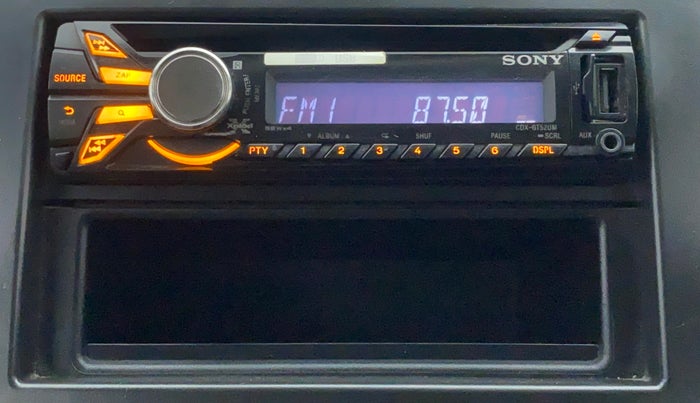 SONY
SOURCE
ZAP
FM1 87.50
CDX-GT520U
ALBUM SHUF PAUSE SCRL AUX
PTY 1 2 3 4 5 6 DSPL